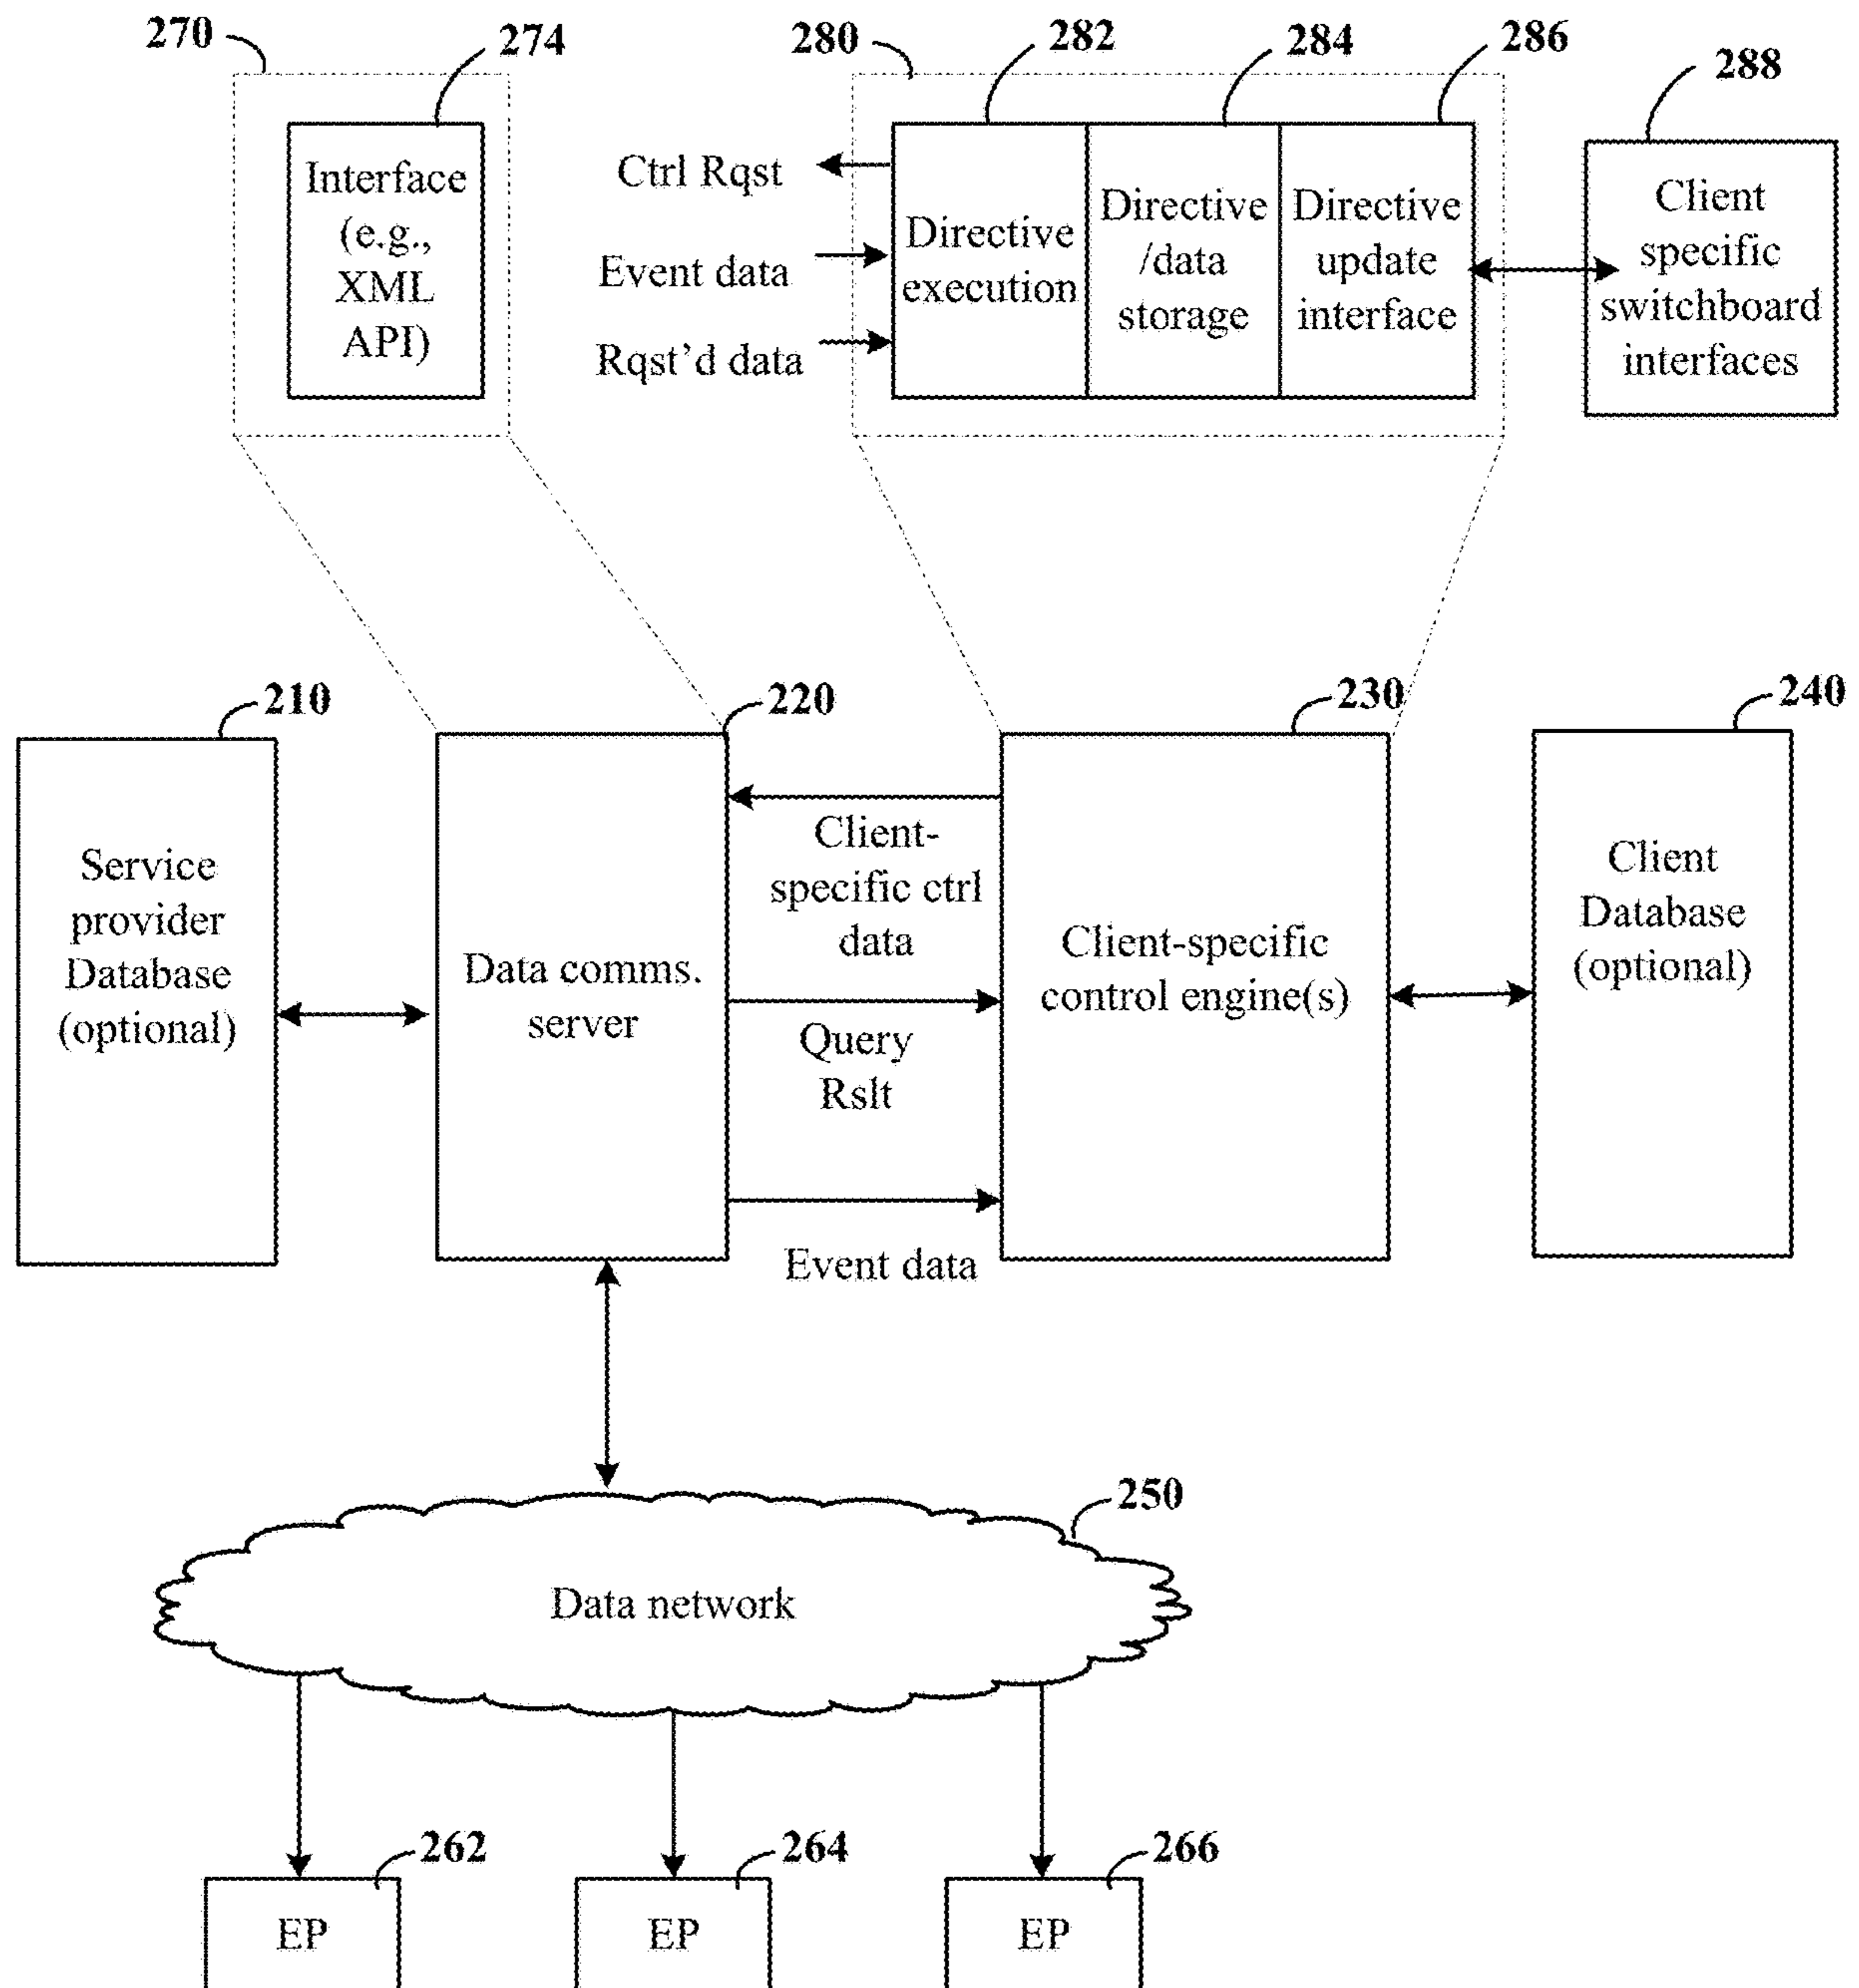 270
274
280
282
284
286
288
Interface
(e.g.,
XML
API)
Ctrl Rqst
Event data
Rqst'd data
Directive
execution
Directive
/data
storage
Directive
update
interface
Client
specific
switchboard
interfaces
210
220
230
240
Service
provider
Database
(optional)
Data comms.
server
Client-
specific ctrl
data
Query
Rslt
Event data
Client-specific
control engine(s)
Client
Database
(optional)
250
Data network
262
264
266
EP
EP
EP